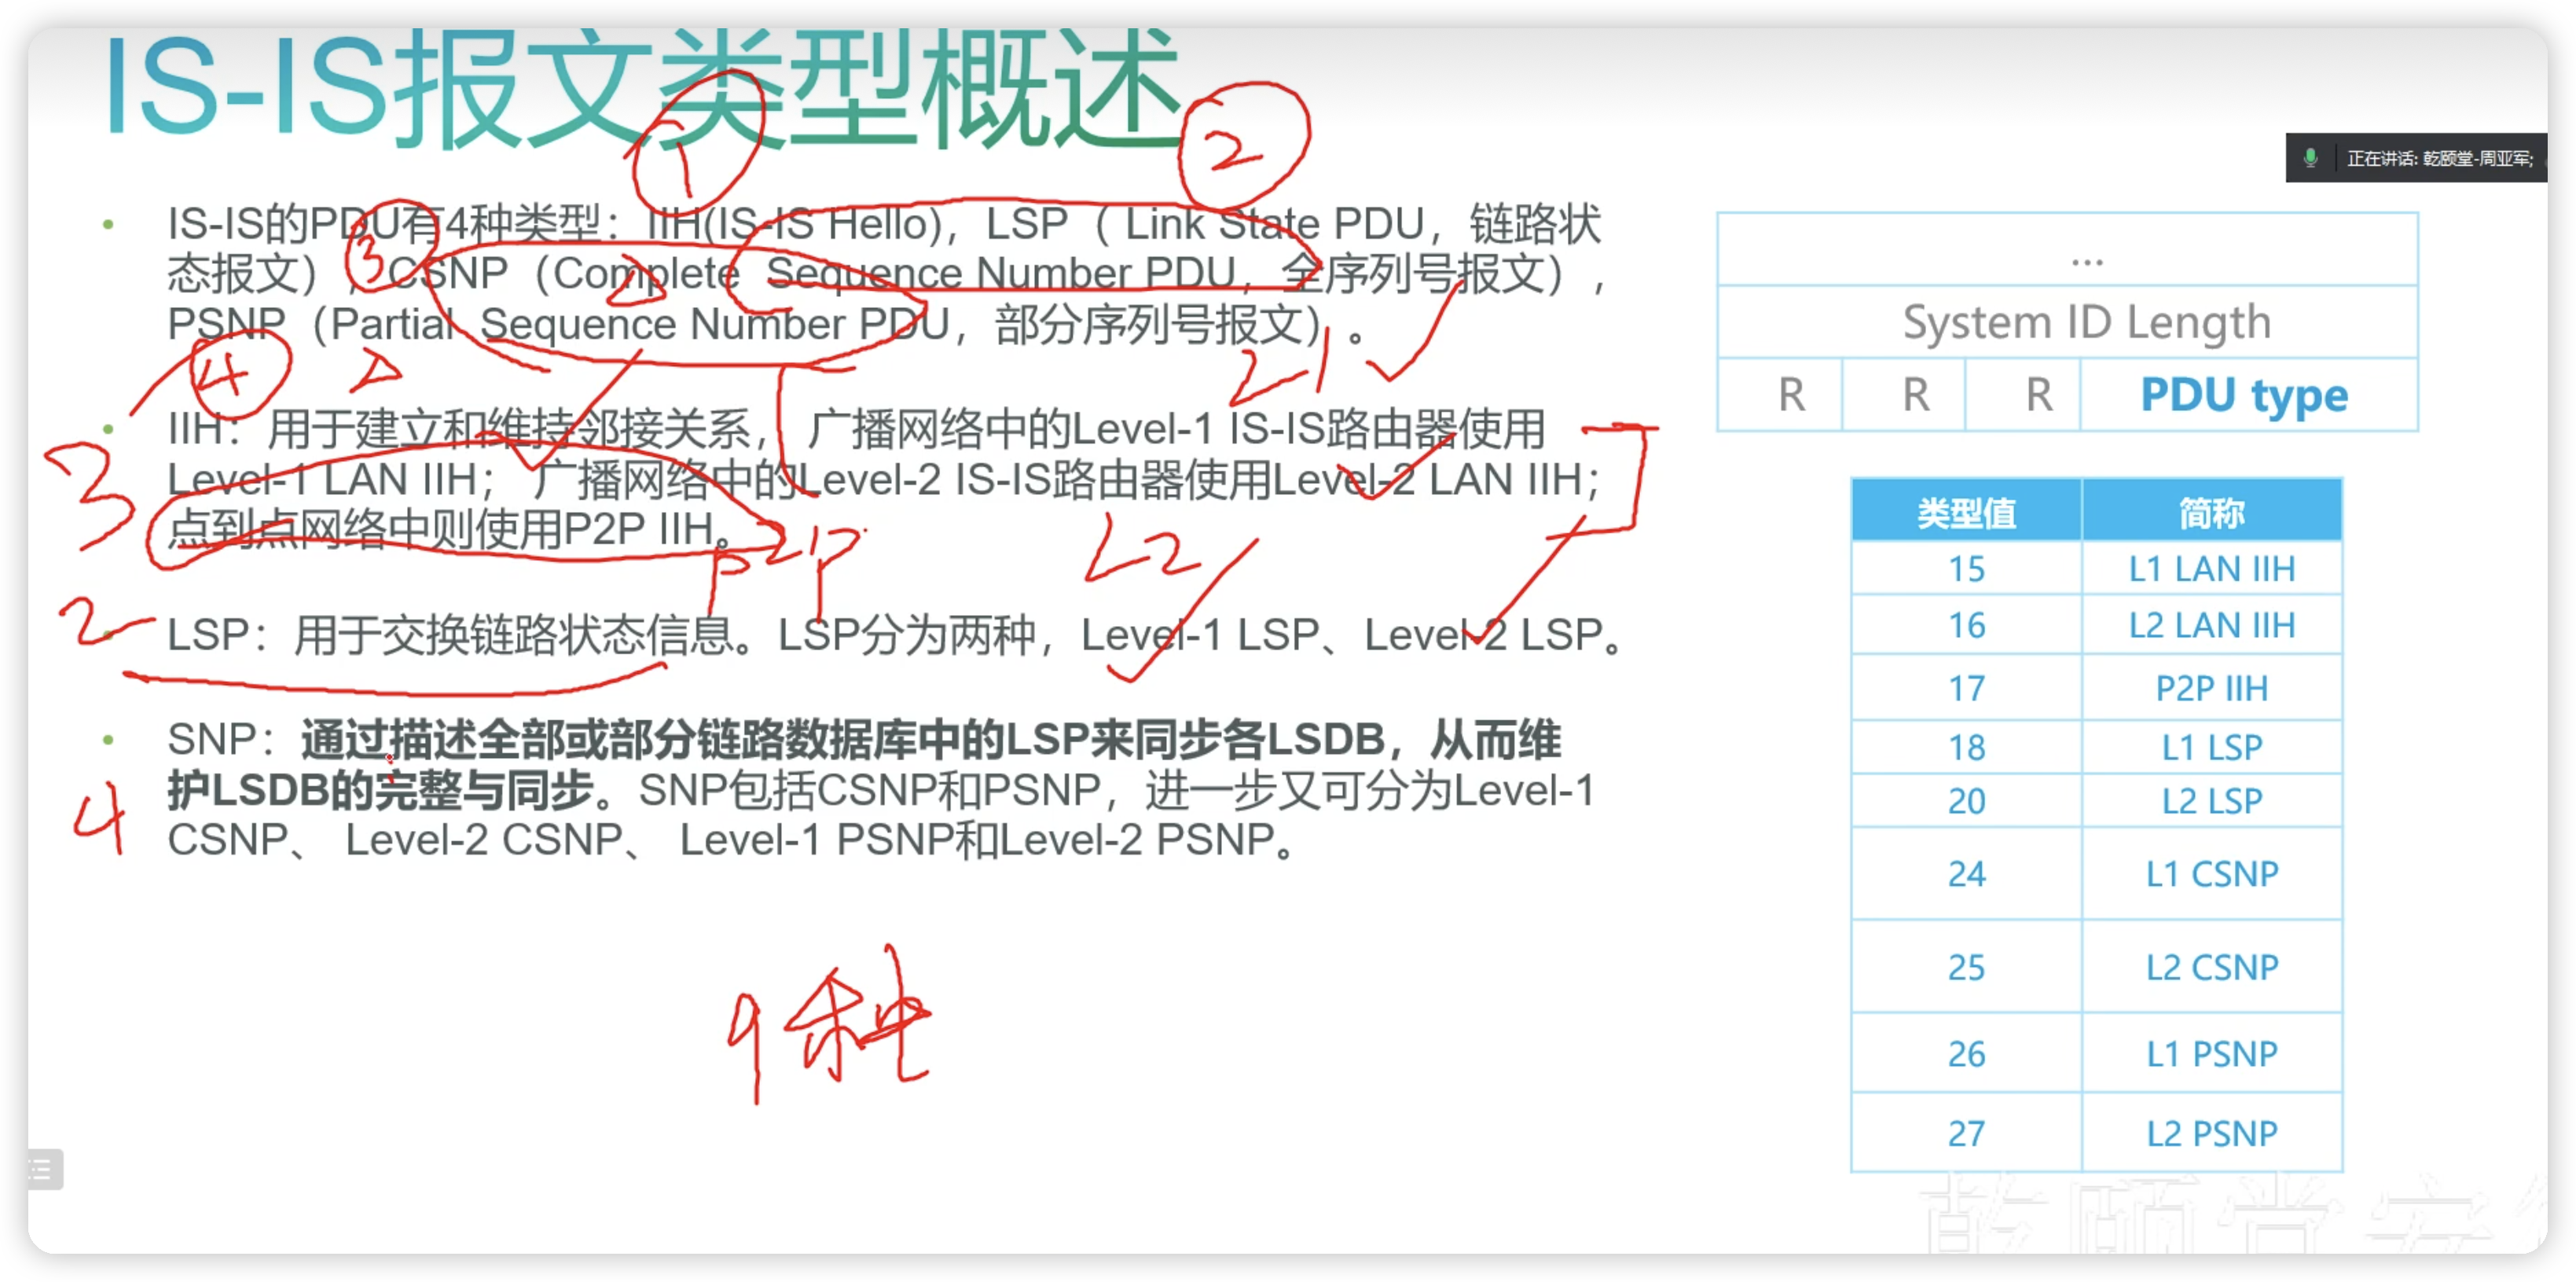 IS-IS报文类型概述
① ②
正在讲话: 乾颐堂-周亚军;
• IS-IS的PDU有4种类型：IIH(IS-IS Hello)，LSP（ Link State PDU，链路状
态报文），CSNP（Complete Sequence Number PDU，全序列号报文），
PSNP（Partial Sequence Number PDU，部分序列号报文）。
③
④
L1
• IIH：用于建立和维持邻接关系， 广播网络中的Level-1 IS-IS路由器使用
Level-1 LAN IIH； 广播网络中的Level-2 IS-IS路由器使用Level-2 LAN IIH；
点到点网络中则使用P2P IIH。
3
P2P
L2
2
• LSP：用于交换链路状态信息。LSP分为两种，Level-1 LSP、Level-2 LSP。
• SNP：通过描述全部或部分链路数据库中的LSP来同步各LSDB，从而维
护LSDB的完整与同步。SNP包括CSNP和PSNP，进一步又可分为Level-1
CSNP、 Level-2 CSNP、 Level-1 PSNP和Level-2 PSNP。
4
9种
...
System ID Length
R R R PDU type
类型值 简称
15 L1 LAN IIH
16 L2 LAN IIH
17 P2P IIH
18 L1 LSP
20 L2 LSP
24 L1 CSNP
25 L2 CSNP
26 L1 PSNP
27 L2 PSNP
乾颐堂安